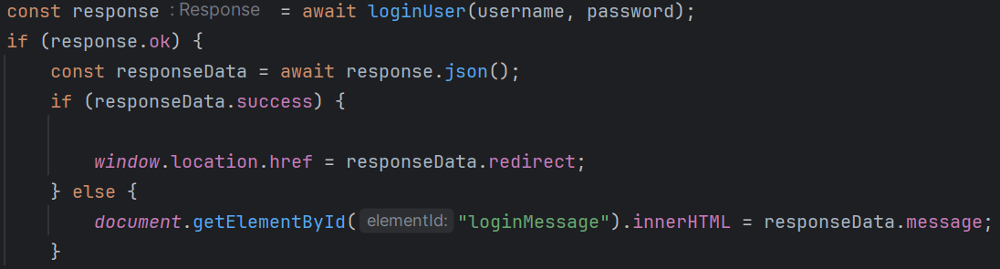 const response : Response = await loginUser(username, password);
if (response.ok) {
    const responseData = await response.json();
    if (responseData.success) {

        window.location.href = responseData.redirect;
    } else {
        document.getElementById( elementId: "loginMessage").innerHTML = responseData.message;
    }